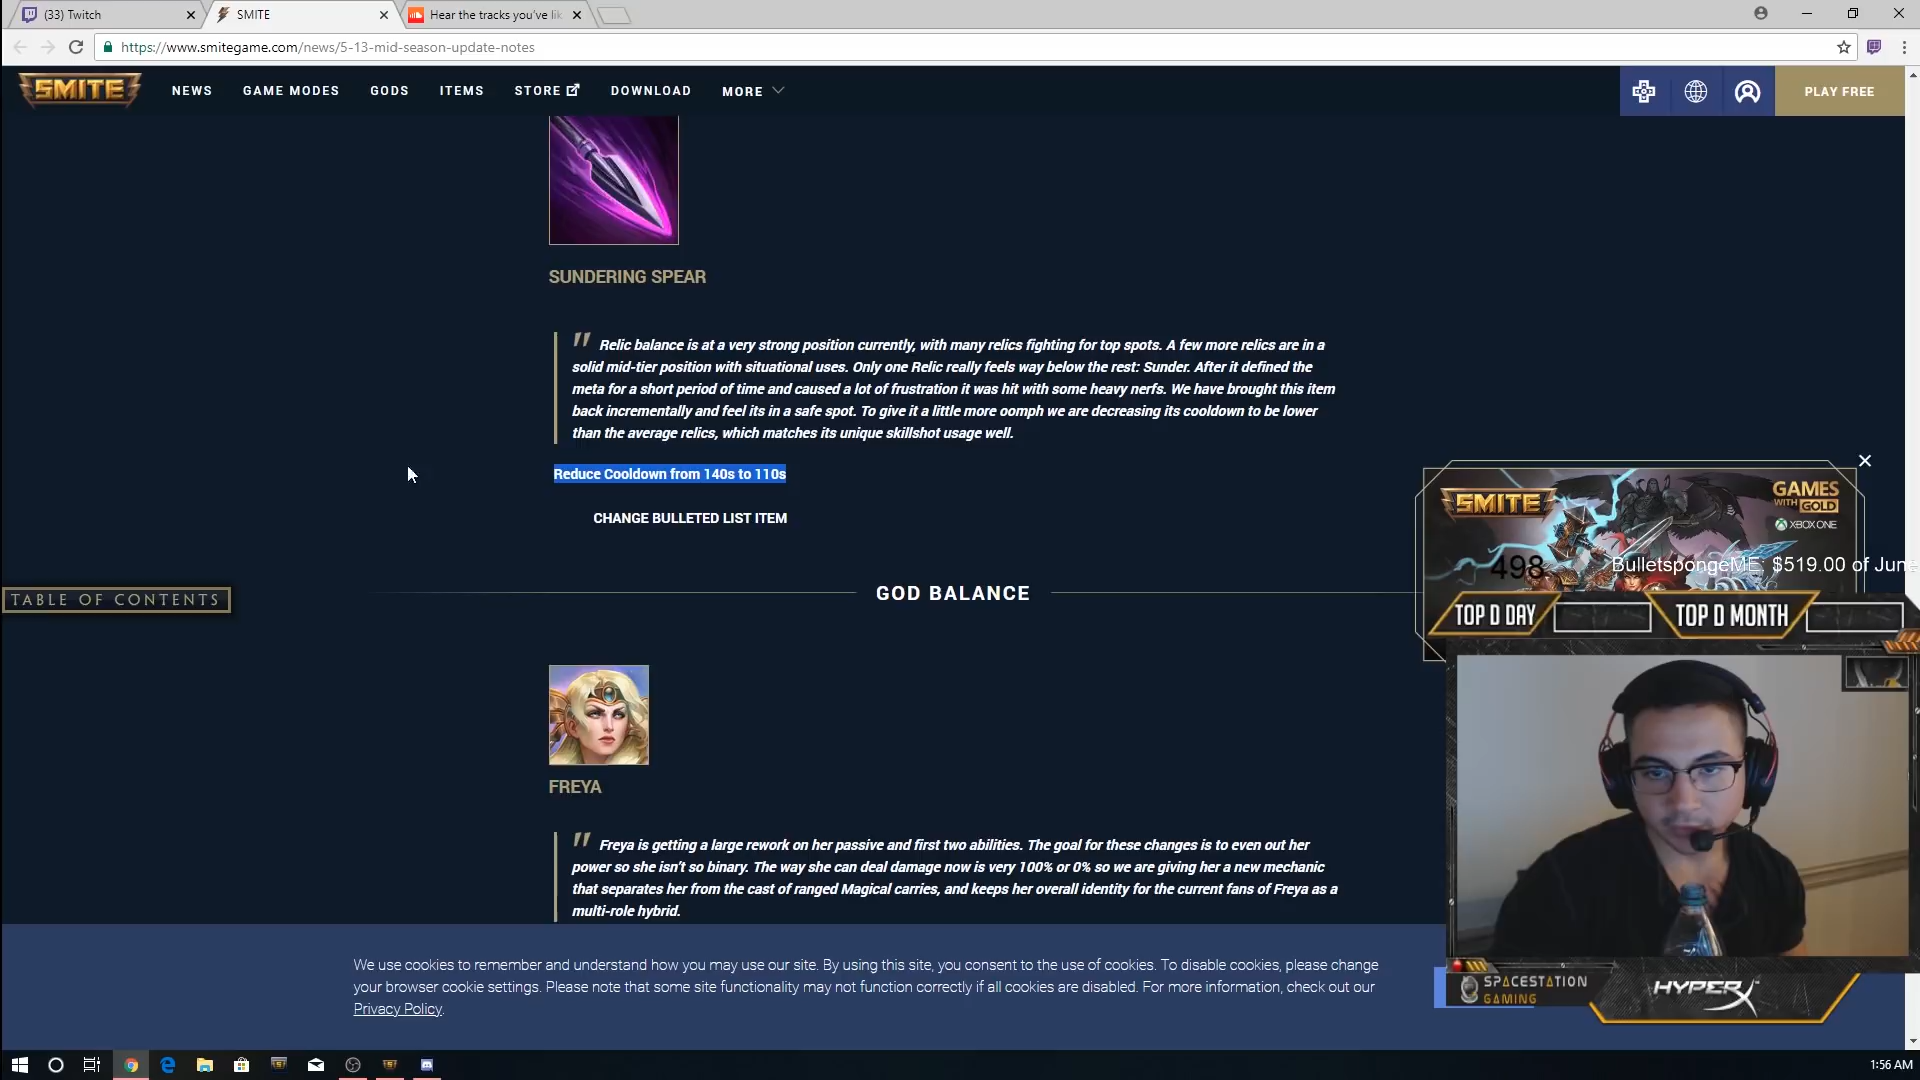 (33) Twitch
SMITE
Hear the tracks you've lik
https://www.smitegame.com/news/5-13-mid-season-update-notes
SMITE
NEWS
GAME MODES
GODS
ITEMS
STORE
DOWNLOAD
MORE
PLAY FREE
SUNDERING SPEAR
" Relic balance is at a very strong position currently, with many relics fighting for top spots. A few more relics are in a
solid mid-tier position with situational uses. Only one Relic really feels way below the rest: Sunder. After it defined the
meta for a short period of time and caused a lot of frustration it was hit with some heavy nerfs. We have brought this item
back incrementally and feel its in a safe spot. To give it a little more oomph we are decreasing its cooldown to be lower
than the average relics, which matches its unique skillshot usage well.
Reduce Cooldown from 140s to 110s
CHANGE BULLETED LIST ITEM
TABLE OF CONTENTS
GOD BALANCE
FREYA
" Freya is getting a large rework on her passive and first two abilities. The goal for these changes is to even out her
power so she isn't so binary. The way she can deal damage now is very 100% or 0% so we are giving her a new mechanic
that separates her from the cast of ranged Magical carries, and keeps her overall identity for the current fans of Freya as a
multi-role hybrid.
We use cookies to remember and understand how you may use our site. By using this site, you consent to the use of cookies. To disable cookies, please change
your browser cookie settings. Please note that some site functionality may not function correctly if all cookies are disabled. For more information, check out our
Privacy Policy.
SMITE
GAMES
WITH GOLD
XBOX ONE
498
BulletspongeME: $519.00 of June
TOP D DAY
TOP D MONTH
SPACESTATION
GAMING
HYPERX
1:56 AM